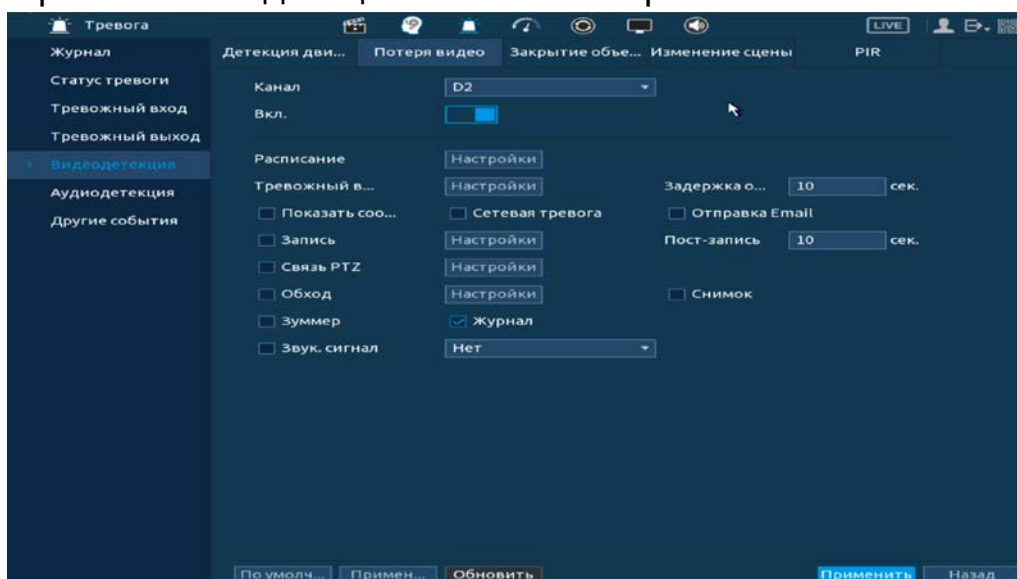 Тревога LIVE
Журнал
Статус тревоги
Тревожный вход
Тревожный выход
Видеодетекция
Аудиодетекция
Другие события
Детекция дви... Потеря видео Закрытие объе... Изменение сцены PIR
Канал D2
Вкл.
Расписание Настройки
Тревожный в... Настройки Задержка о... 10 сек.
Показать соо... Сетевая тревога Отправка Email
Запись Настройки Пост-запись 10 сек.
Связь PTZ Настройки
Обход Настройки Снимок
Зуммер Журнал
Звук. сигнал Нет
По умолч... Примен... Обновить Применить Назад